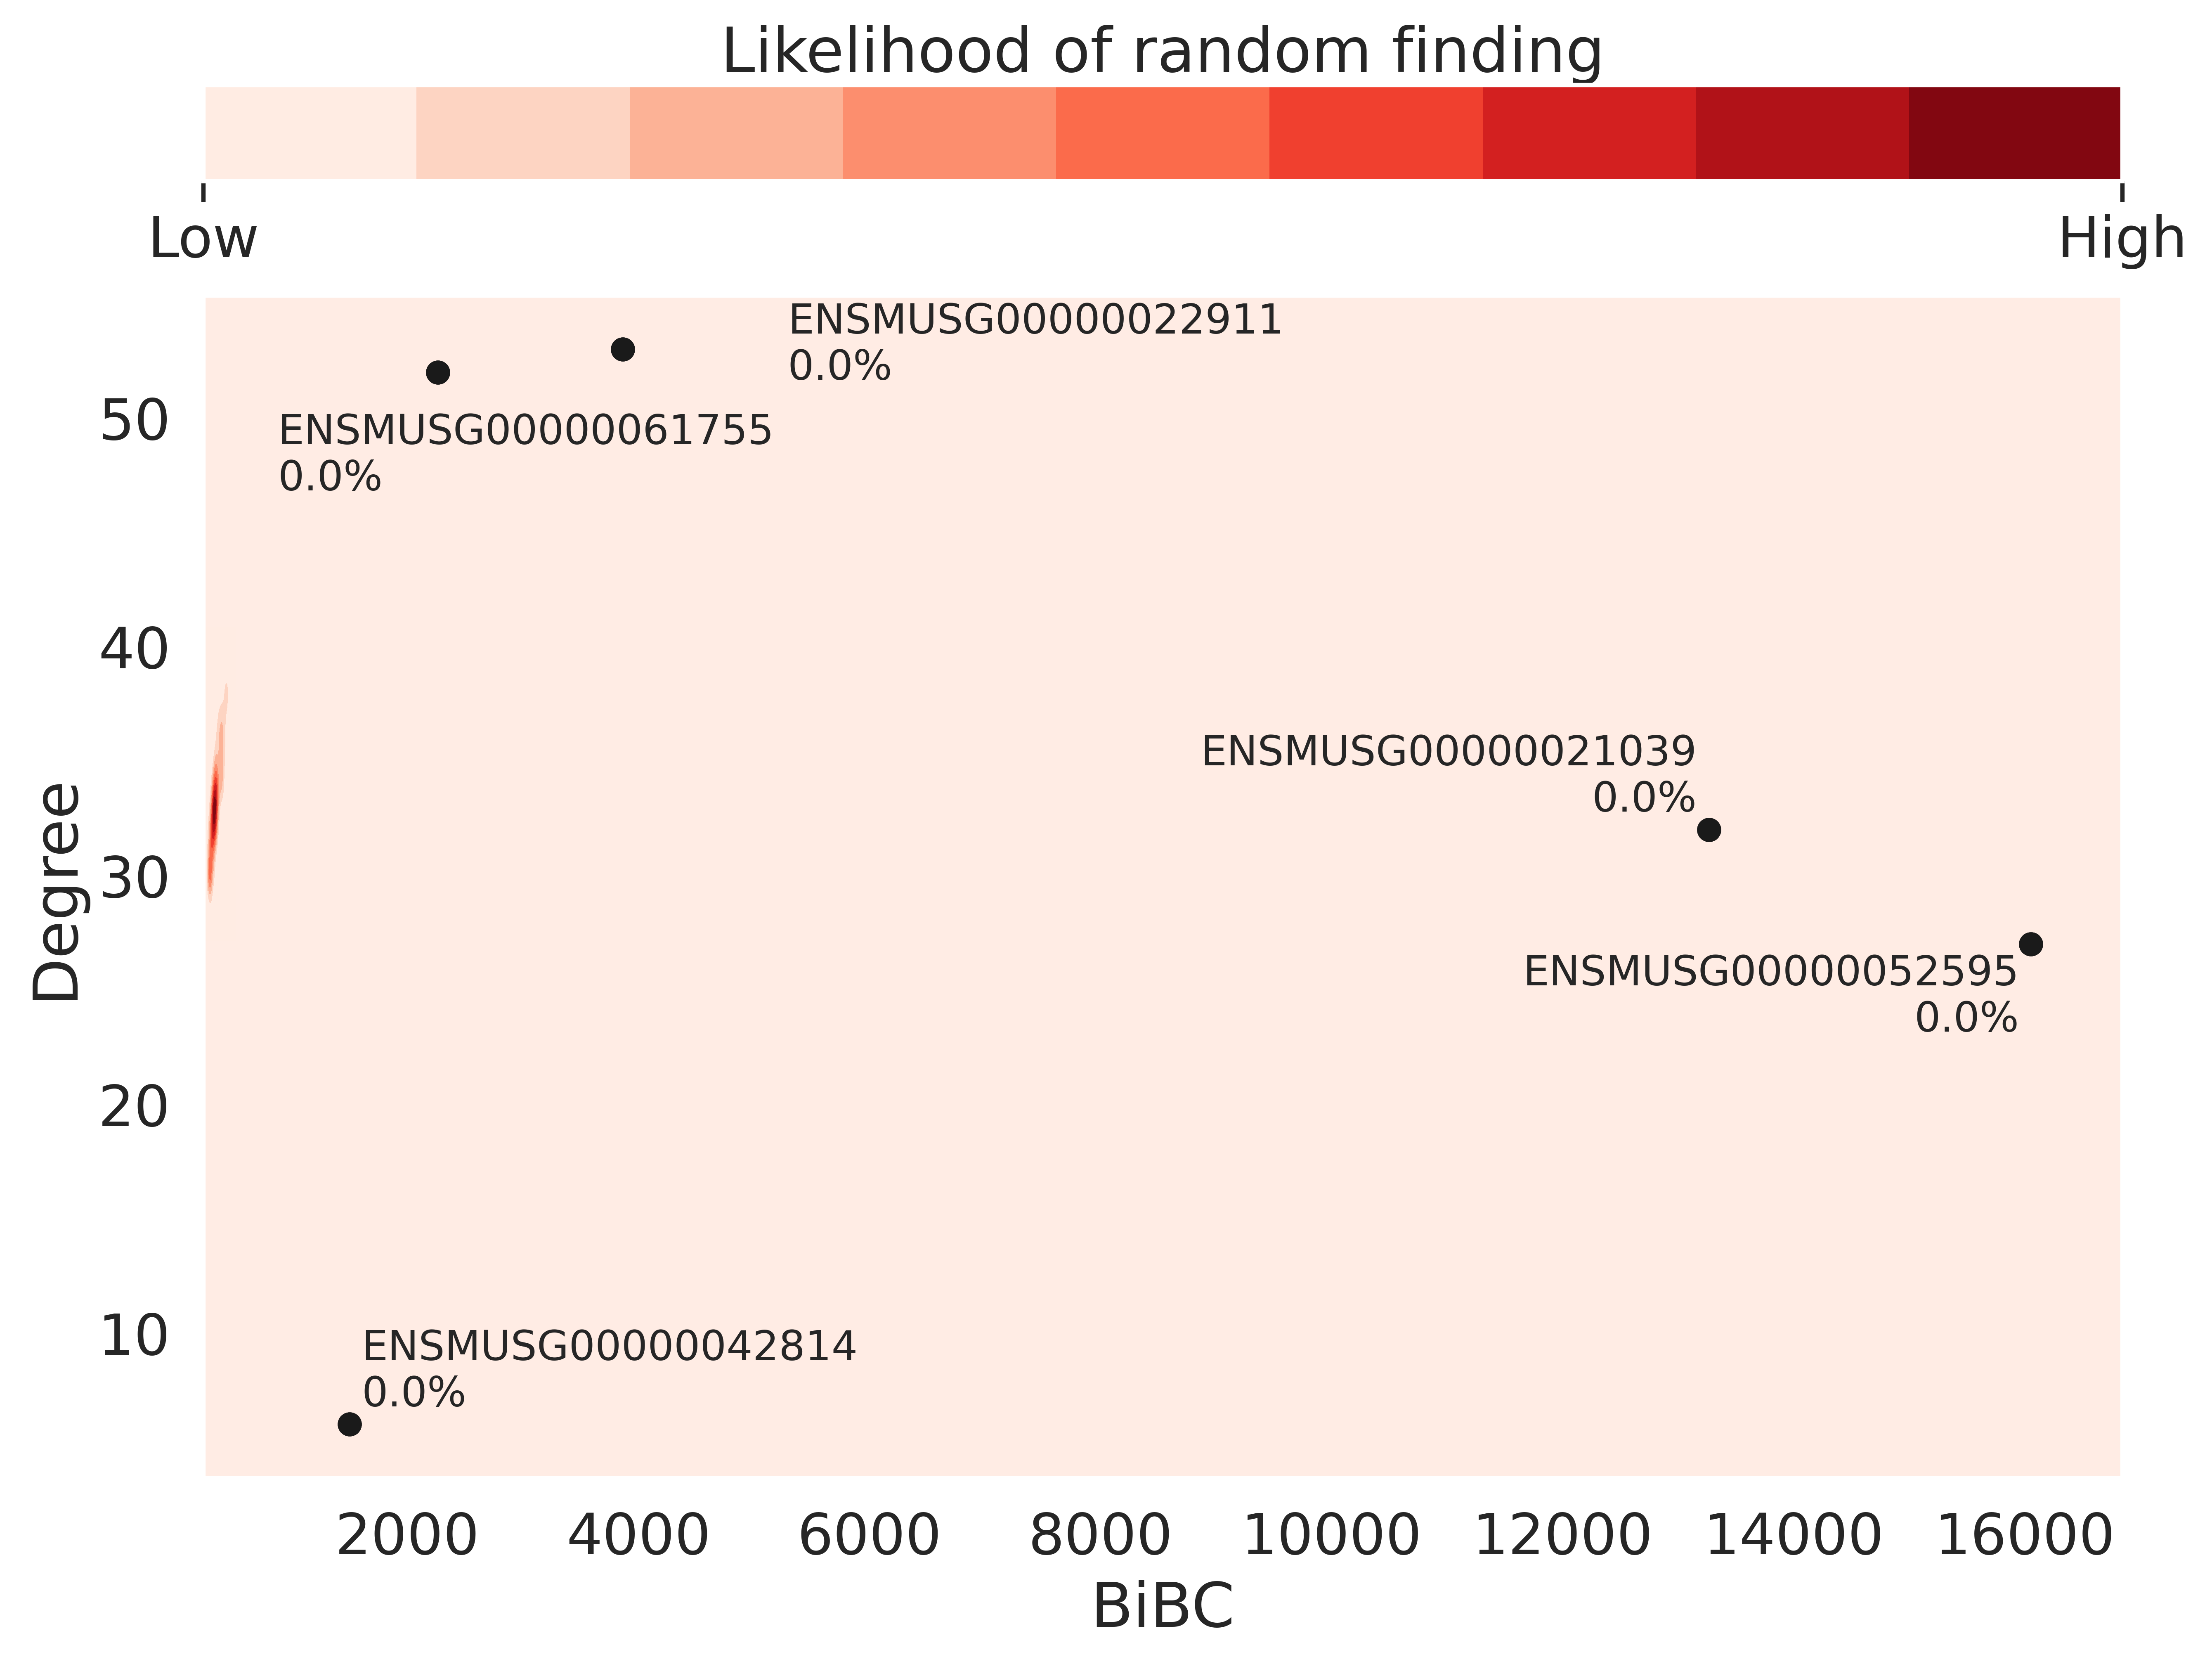 Likelihood of random finding
Low
High
ENSMUSG00000022911
0.0%
ENSMUSG00000061755
0.0%
ENSMUSG00000021039
0.0%
ENSMUSG00000052595
0.0%
ENSMUSG00000042814
0.0%
50
40
30
20
10
Degree
2000
4000
6000
8000
10000
12000
14000
16000
BiBC